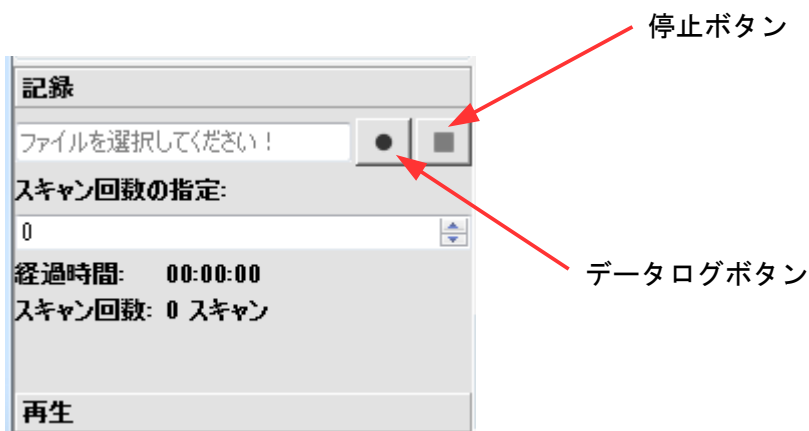 停止ボタン
記録
ファイルを選択してください！
スキャン回数の指定:
0
経過時間: 00:00:00
データログボタン
スキャン回数: 0 スキャン
再生